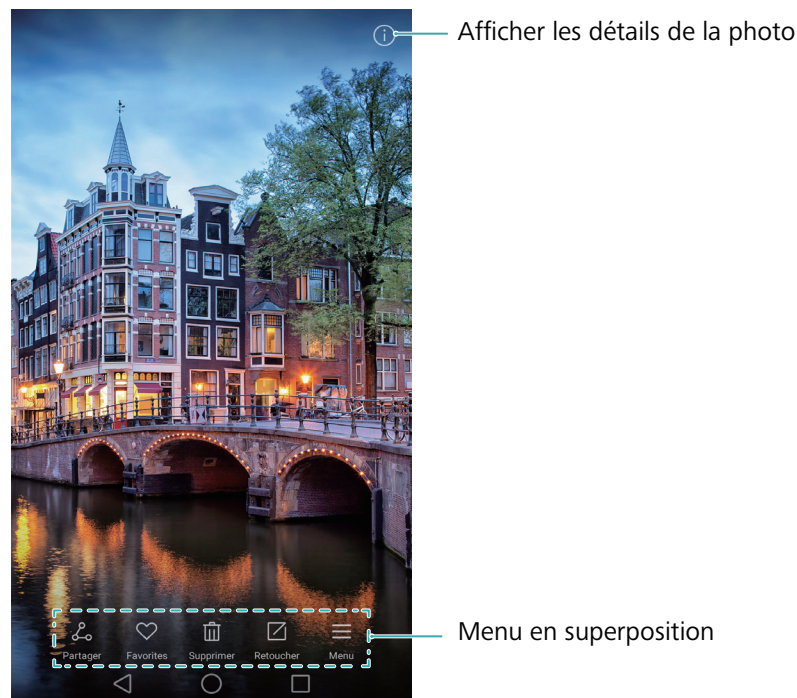 Afficher les détails de la photo
Partager Favorites Supprimer Retoucher Menu
Menu en superposition